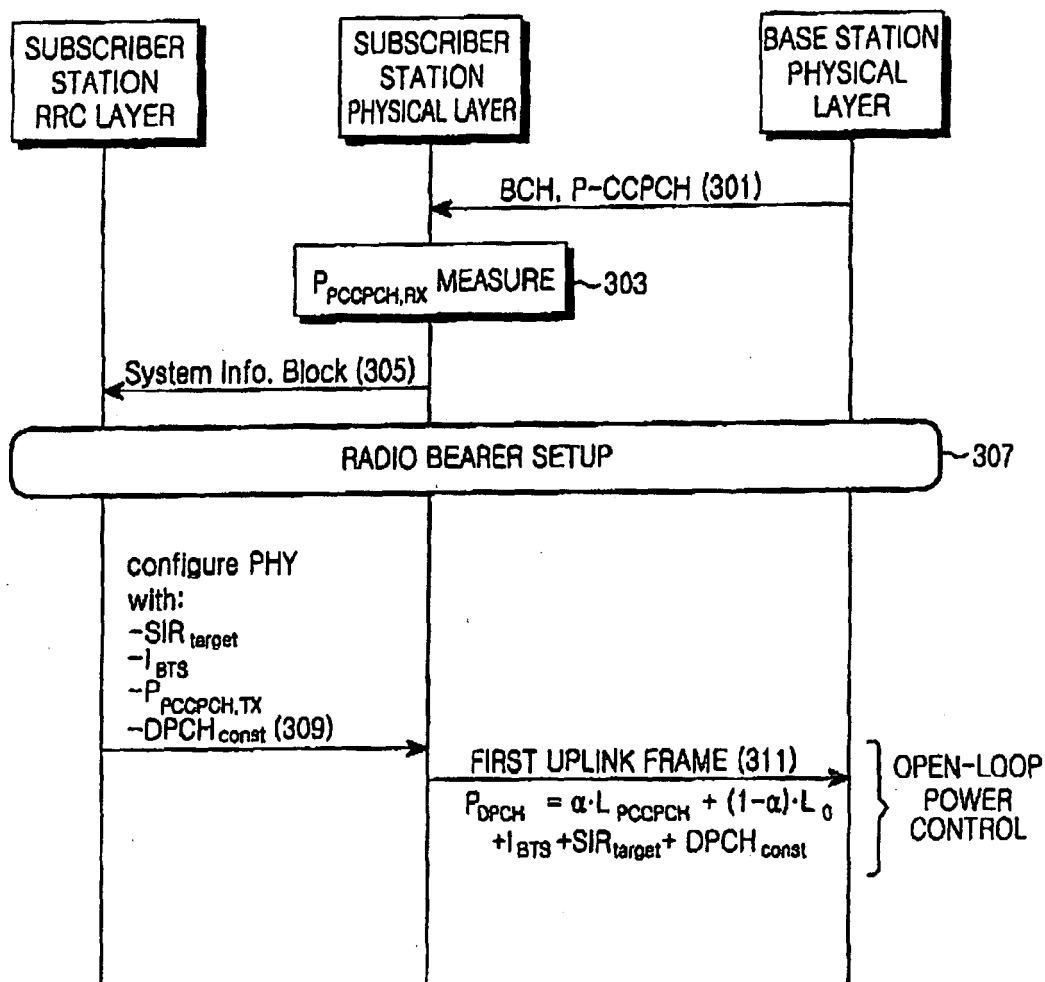 SUBSCRIBER
STATION
RRC LAYER
SUBSCRIBER
STATION
PHYSICAL LAYER
BASE STATION
PHYSICAL
LAYER
BCH, P-CCPCH (301)
P_PCCPCH,RX MEASURE
303
System Info. Block (305)
RADIO BEARER SETUP
307
configure PHY
with:
-SIR_target
-I_BTS
-P_PCCPCH,TX
-DPCH_const (309)
FIRST UPLINK FRAME (311)
P_DPCH = α·L_PCCPCH + (1-α)·L_0
+I_BTS +SIR_target + DPCH_const
OPEN-LOOP
POWER
CONTROL